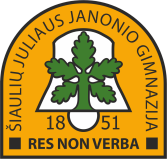 ŠIAULIŲ JULIAUS JANONIO GIMNAZIJA
18 51
RES NON VERBA